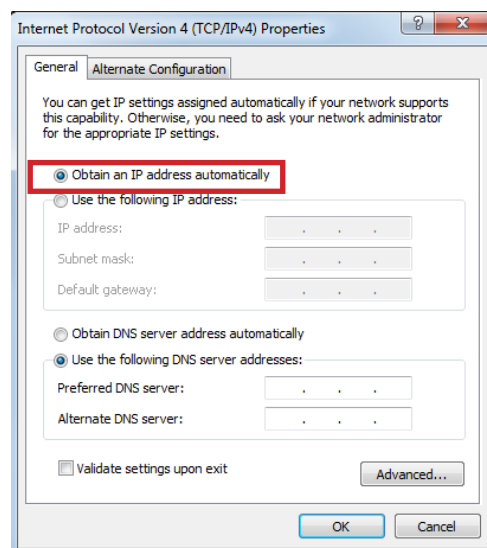 Internet Protocol Version 4 (TCP/IPv4) Properties
General
Alternate Configuration
You can get IP settings assigned automatically if your network supports
this capability. Otherwise, you need to ask your network administrator
for the appropriate IP settings.
Obtain an IP address automatically
Use the following IP address:
IP address:
Subnet mask:
Default gateway:
Obtain DNS server address automatically
Use the following DNS server addresses:
Preferred DNS server:
Alternate DNS server:
Validate settings upon exit
Advanced...
OK
Cancel